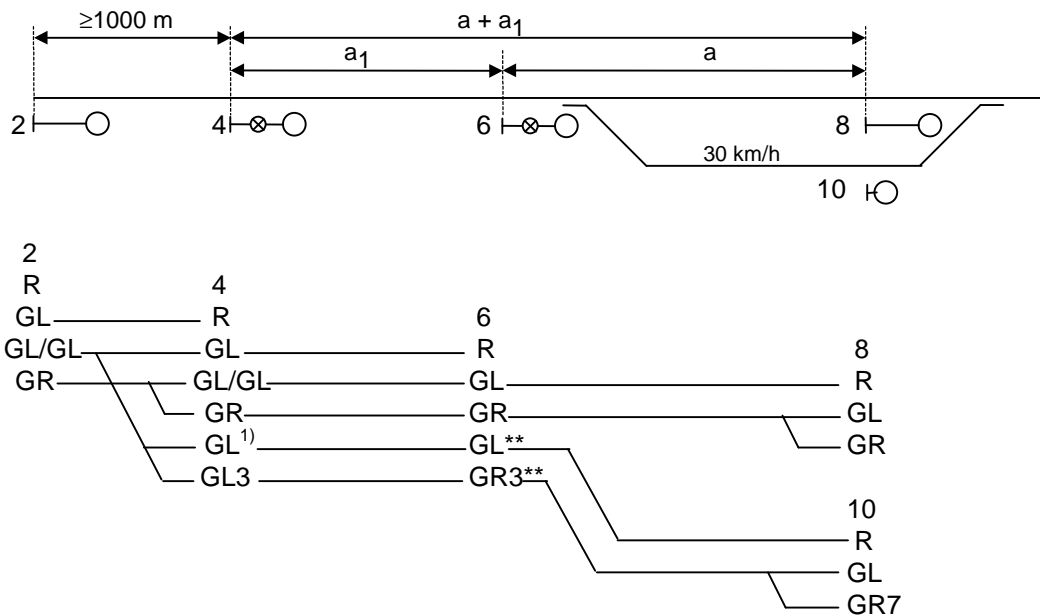 ≥1000 m a + a1
a1 a
2 4 6 8
30 km/h
10
2
R 4
GL R 6
GL/GL GL R 8
GR GL/GL GL R
GR GR GL
GL1) GL** GR
GL3 GR3**
10
R
GL
GR7